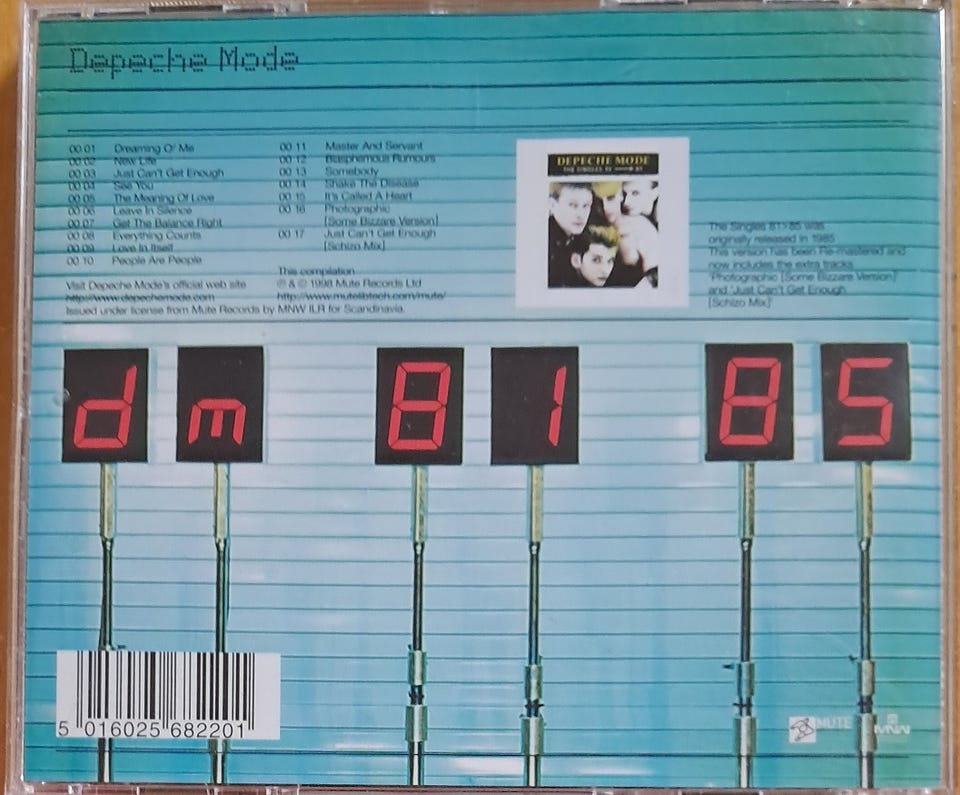 Depeche Mode
00 01 Dreaming Of Me
00 02 New Life
00 03 Just Can't Get Enough
00 04 See You
00 05 The Meaning Of Love
00 06 Leave In Silence
00 07 Get The Balance Right
00 08 Everything Counts
00 09 Love In Itself
00 10 People Are People
00 11 Master And Servant
00 12 Blasphemous Rumours
00 13 Somebody
00 14 Shake The Disease
00 15 It's Called A Heart
00 16 Photographic
[Some Bizzare Version]
00 17 Just Can't Get Enough
[Schizo Mix]
Visit Depeche Mode's official web site
http://www.depechemode.com
This compilation
℗ & © 1998 Mute Records Ltd
http://www.mutelibtech.com/mute/
Issued under license from Mute Records by MNW ILR for Scandinavia.
DEPECHE MODE
THE SINGLES 81 85
The Singles 81>85 was
originally released in 1985
This version has been Re-mastered and
now includes the extra tracks
'Photographic [Some Bizzare Version]'
and 'Just Can't Get Enough
[Schizo Mix]'
dm 81 85
5 016025 682201
MUTE
MNW